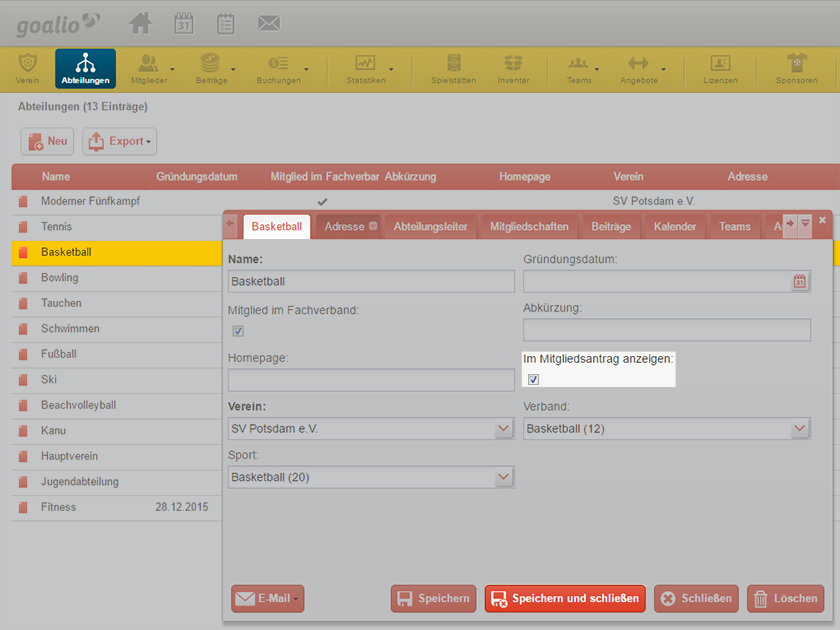 goalio
31
Verein Abteilungen Mitglieder Beiträge Buchungen Statistiken Spielstätten Inventar Teams Angebote Lizenzen Sponsoren
Abteilungen (13 Einträge)
Neu Export
Name Gründungsdatum Mitglied im Fachverbar Abkürzung Homepage Verein Adresse
Moderner Fünfkampf SV Potsdam e.V.
Tennis
Basketball
Bowling
Tauchen
Schwimmen
Fußball
Ski
Beachvolleyball
Kanu
Hauptverein
Jugendabteilung
Fitness 28.12.2015
Basketball Adresse Abteilungsleiter Mitgliedschaften Beiträge Kalender Teams
Name: Gründungsdatum:
Basketball 31
Mitglied im Fachverband: Abkürzung:
Homepage: Im Mitgliedsantrag anzeigen:
Verein: Verband:
SV Potsdam e.V. Basketball (12)
Sport:
Basketball (20)
E-Mail Speichern Speichern und schließen Schließen Löschen